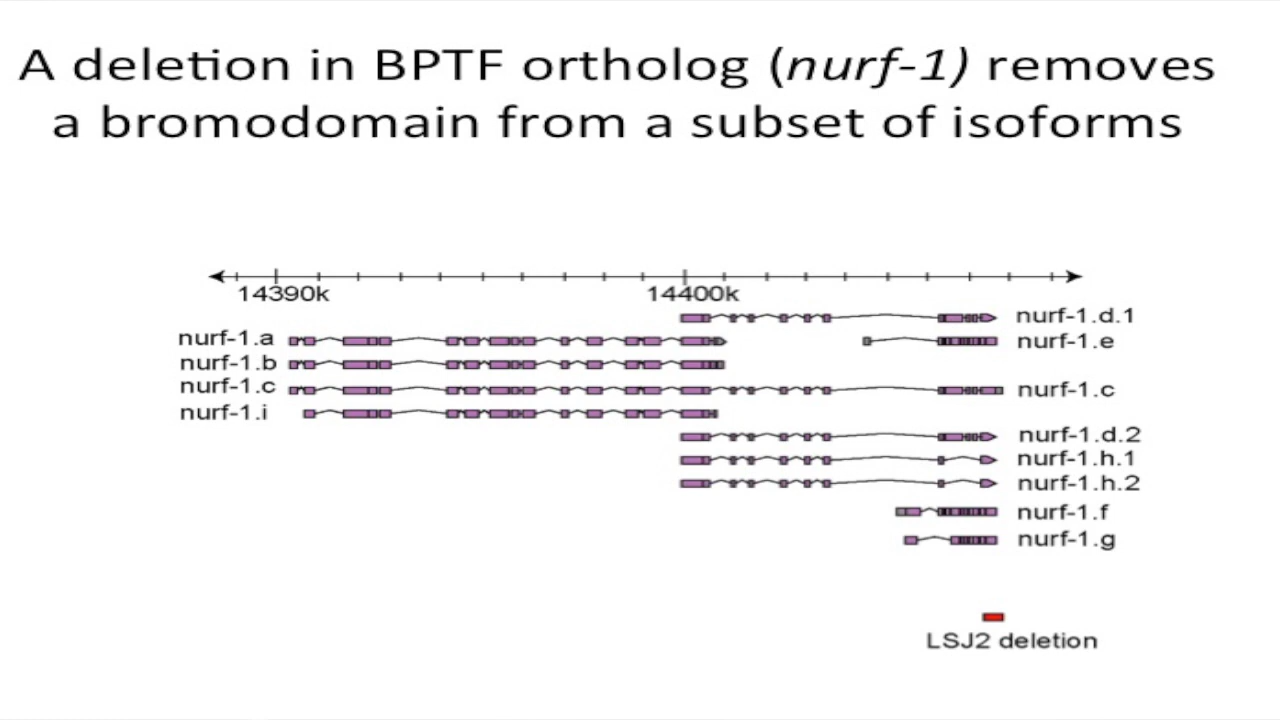 A deletion in BPTF ortholog (nurf-1) removes
a bromodomain from a subset of isoforms
14390k
14400k
nurf-1.d.1
nurf-1.a
nurf-1.e
nurf-1.b
nurf-1.c
nurf-1.c
nurf-1.i
nurf-1.d.2
nurf-1.h.1
nurf-1.h.2
nurf-1.f
nurf-1.g
LSJ2 deletion